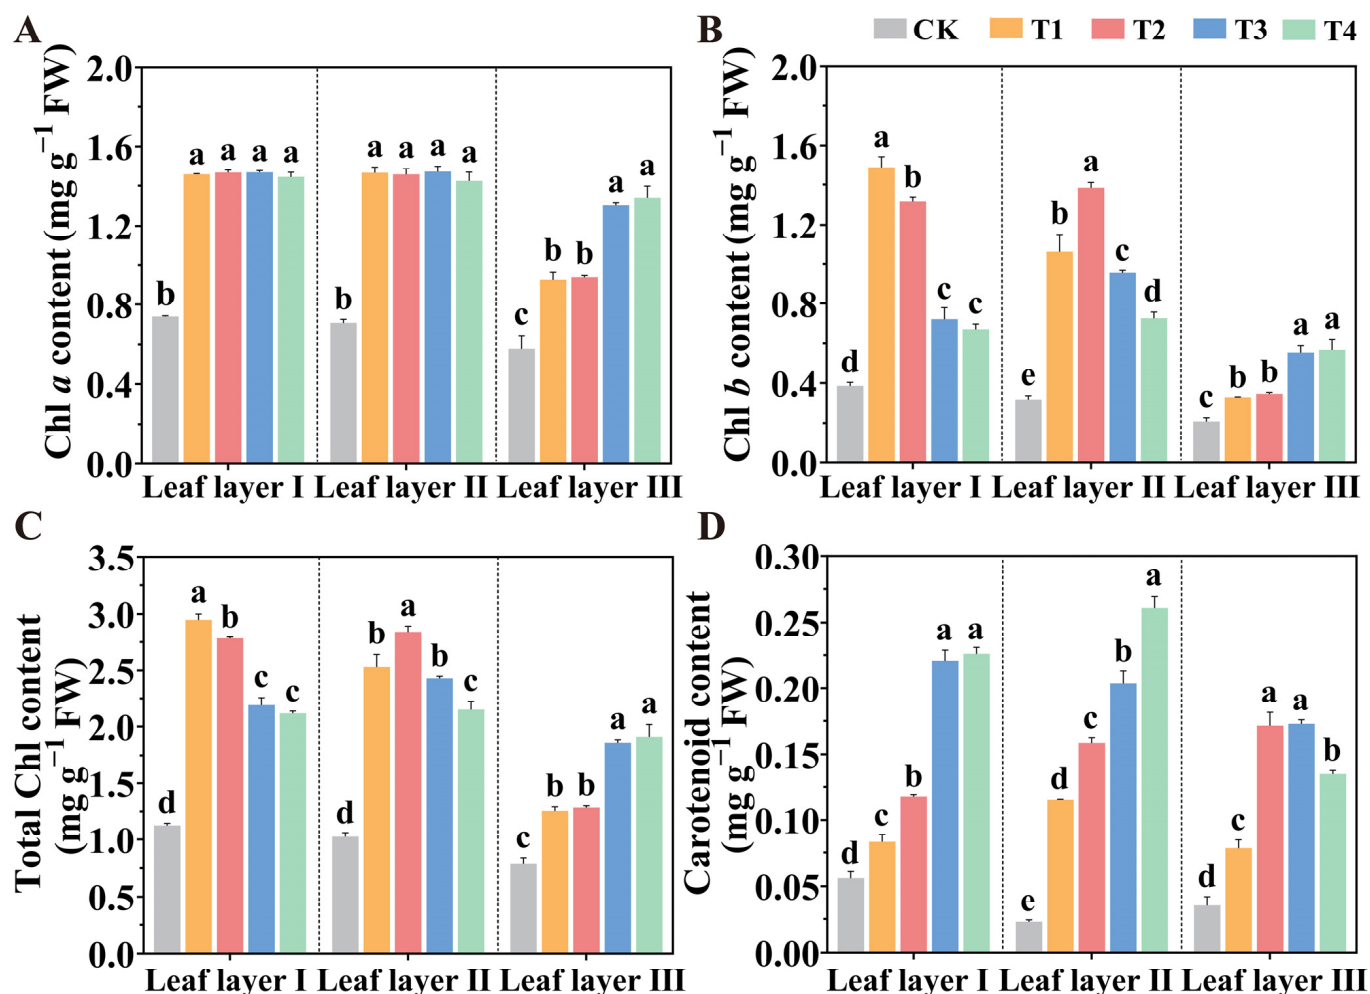 A
Chl a content (mg g⁻¹ FW)
2.0
1.6
1.2
0.8
0.4
0.0
b a a a a
b a a a a
c b b a a
Leaf layer I Leaf layer II Leaf layer III
B
CK T1 T2 T3 T4
Chl b content (mg g⁻¹ FW)
2.0
1.6
1.2
0.8
0.4
0.0
d a b c c
e b a c d
c b b a a
Leaf layer I Leaf layer II Leaf layer III
C
Total Chl content
(mg g⁻¹ FW)
3.5
3.0
2.5
2.0
1.5
1.0
0.5
0.0
d a b c c
d b a b c
c b b a a
Leaf layer I Leaf layer II Leaf layer III
D
Carotenoid content
(mg g⁻¹ FW)
0.30
0.25
0.20
0.15
0.10
0.05
0.00
d c b a a
e d c b a
d c a a b
Leaf layer I Leaf layer II Leaf layer III